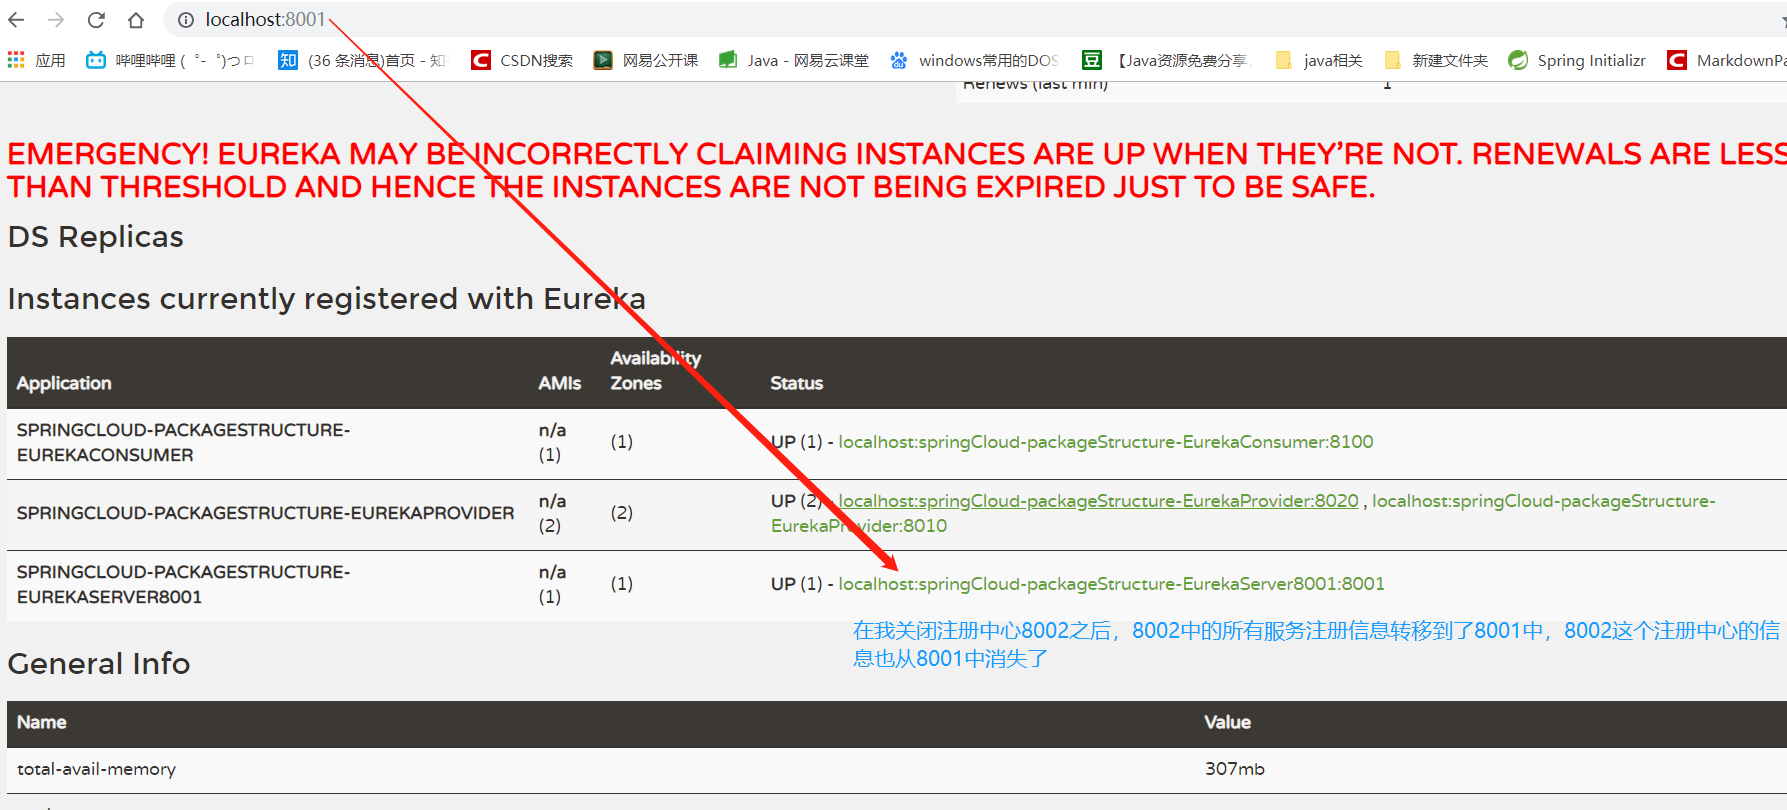 localhost:8001
应用 哔哩哔哩 ( ゜- ゜)つロ (36 条消息)首页 - 知 CSDN搜索 网易公开课 Java - 网易云课堂 windows常用的DOS 【Java资源免费分享 java相关 新建文件夹 Spring Initializr MarkdownPa
Renews (last min) 1
EMERGENCY! EUREKA MAY BE INCORRECTLY CLAIMING INSTANCES ARE UP WHEN THEY’RE NOT. RENEWALS ARE LESS
THAN THRESHOLD AND HENCE THE INSTANCES ARE NOT BEING EXPIRED JUST TO BE SAFE.
DS Replicas
Instances currently registered with Eureka
Application AMIs Availability Zones Status
SPRINGCLOUD-PACKAGESTRUCTURE-
EUREKACONSUMER
n/a
(1)
(1)
UP (1) - localhost:springCloud-packageStructure-EurekaConsumer:8100
SPRINGCLOUD-PACKAGESTRUCTURE-EUREKAPROVIDER
n/a
(2)
(2)
UP (2) - localhost:springCloud-packageStructure-EurekaProvider:8020 , localhost:springCloud-packageStructure-
EurekaProvider:8010
SPRINGCLOUD-PACKAGESTRUCTURE-
EUREKASERVER8001
n/a
(1)
(1)
UP (1) - localhost:springCloud-packageStructure-EurekaServer8001:8001
在我关闭注册中心8002之后，8002中的所有服务注册信息转移到了8001中，8002这个注册中心的信
息也从8001中消失了
General Info
Name Value
total-avail-memory 307mb